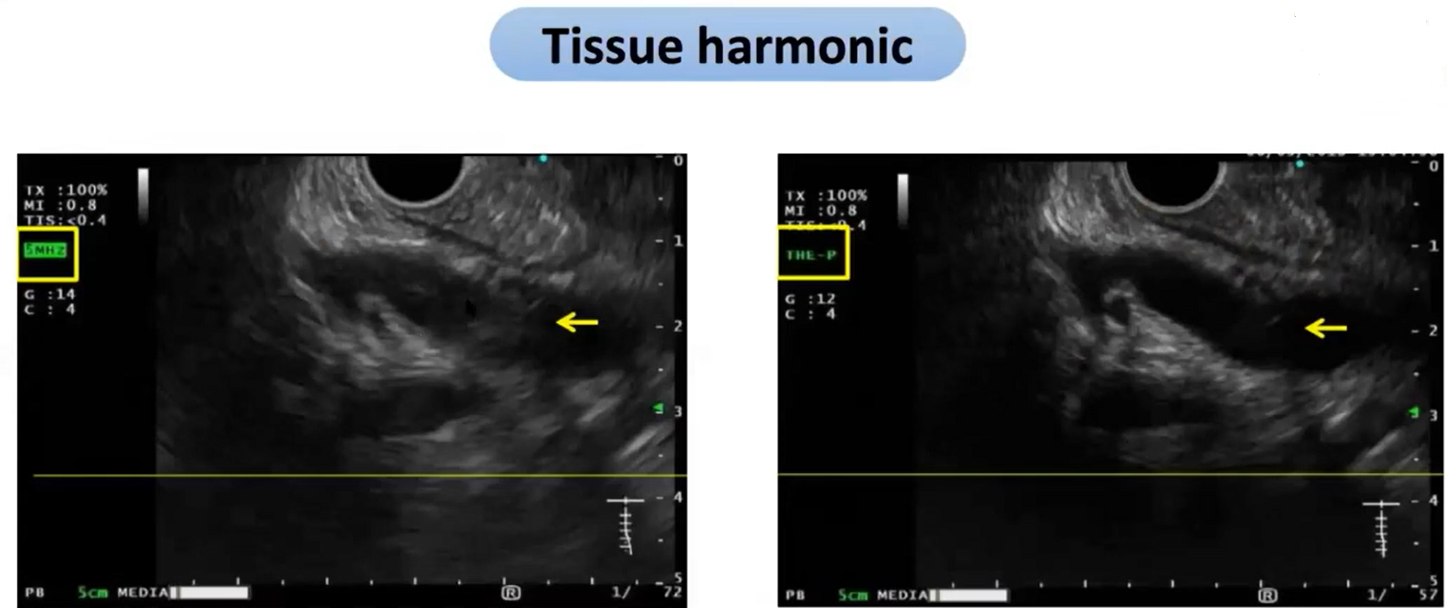 Tissue harmonic
TX :100%
MI :0.8
TIS:<0.4
5MHZ
G :14
C : 4
0
1
2
3
4
5
PB 5cm MEDIA
R 1/ 72
TX :100%
MI :0.8
THE-P
G :12
C : 4
0
1
2
3
4
5
PB 5cm MEDIA
R 1/ 57